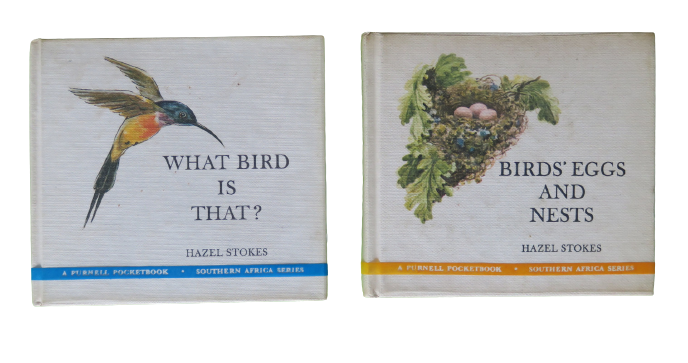 WHAT BIRD
IS
THAT?
HAZEL STOKES
A PURNELL POCKETBOOK • SOUTHERN AFRICA SERIES
BIRDS' EGGS
AND
NESTS
HAZEL STOKES
A PURNELL POCKETBOOK • SOUTHERN AFRICA SERIES